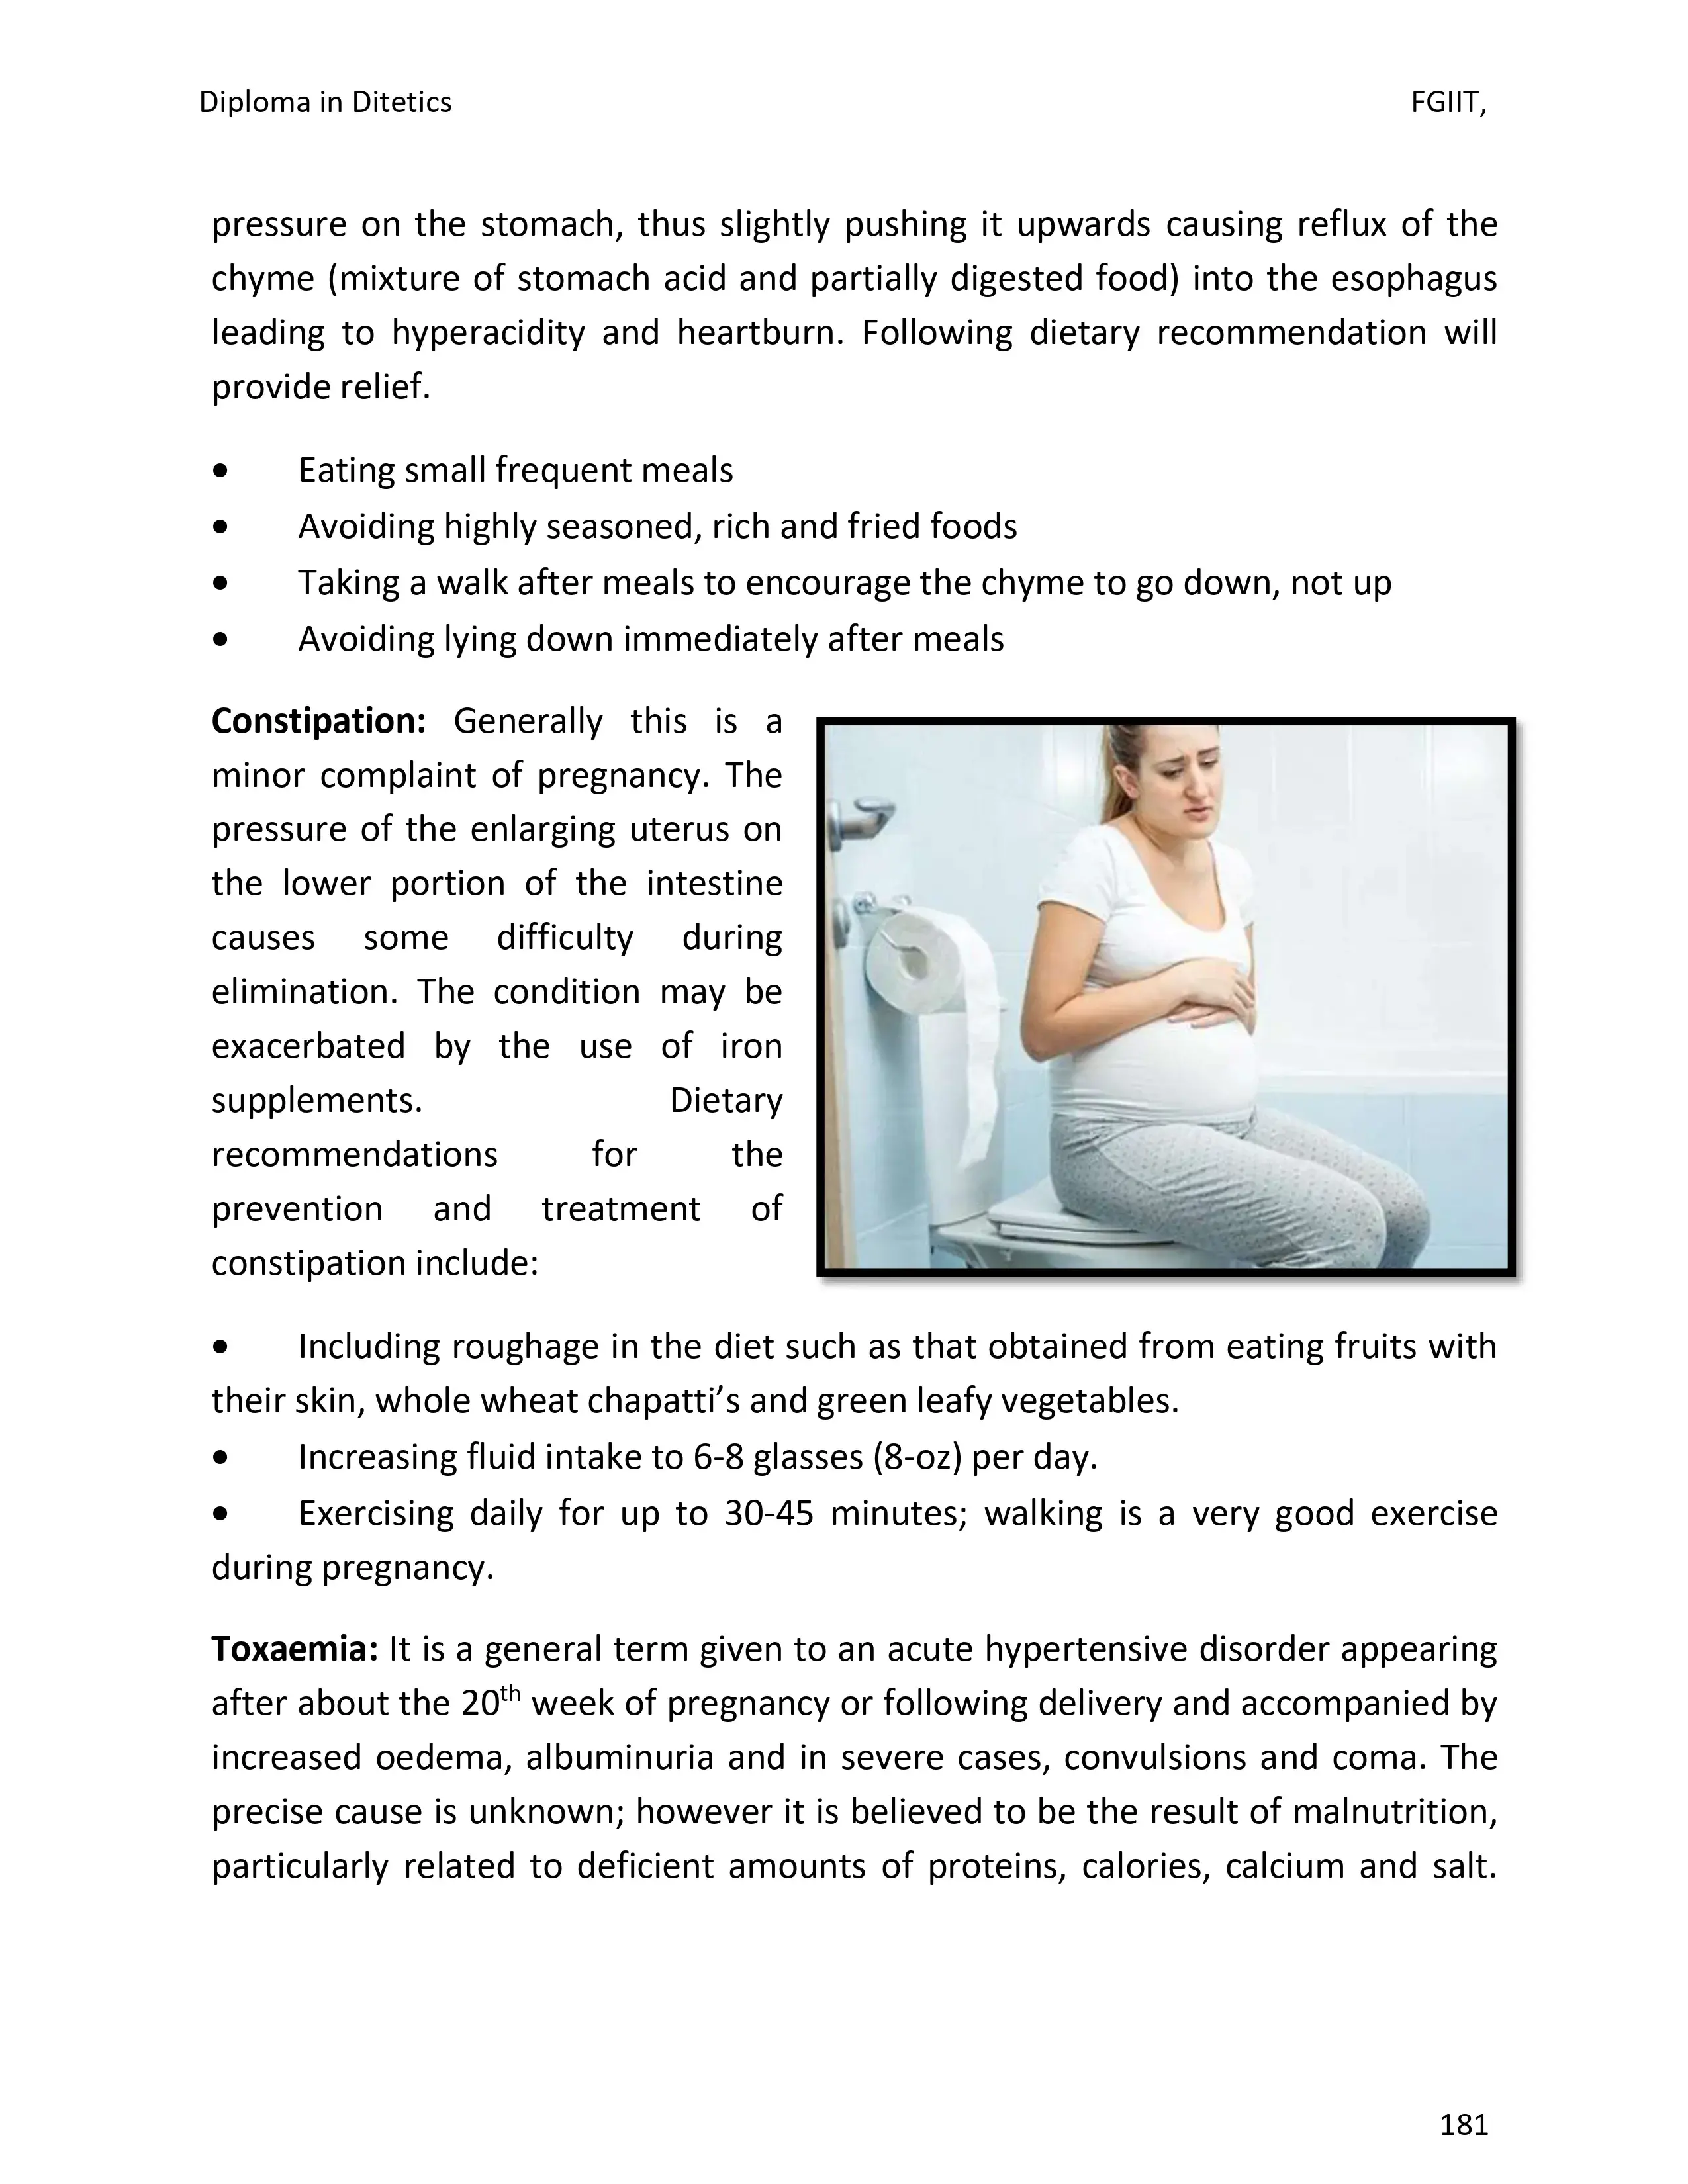 Diploma in Ditetics
FGIIT,
pressure on the stomach, thus slightly pushing it upwards causing reflux of the
chyme (mixture of stomach acid and partially digested food) into the esophagus
leading to hyperacidity and heartburn. Following dietary recommendation will
provide relief.
• Eating small frequent meals
• Avoiding highly seasoned, rich and fried foods
• Taking a walk after meals to encourage the chyme to go down, not up
• Avoiding lying down immediately after meals
Constipation: Generally this is a
minor complaint of pregnancy. The
pressure of the enlarging uterus on
the lower portion of the intestine
causes some difficulty during
elimination. The condition may be
exacerbated by the use of iron
supplements. Dietary
recommendations for the
prevention and treatment of
constipation include:
• Including roughage in the diet such as that obtained from eating fruits with
their skin, whole wheat chapatti’s and green leafy vegetables.
• Increasing fluid intake to 6-8 glasses (8-oz) per day.
• Exercising daily for up to 30-45 minutes; walking is a very good exercise
during pregnancy.
Toxaemia: It is a general term given to an acute hypertensive disorder appearing
after about the 20th week of pregnancy or following delivery and accompanied by
increased oedema, albuminuria and in severe cases, convulsions and coma. The
precise cause is unknown; however it is believed to be the result of malnutrition,
particularly related to deficient amounts of proteins, calories, calcium and salt.
181